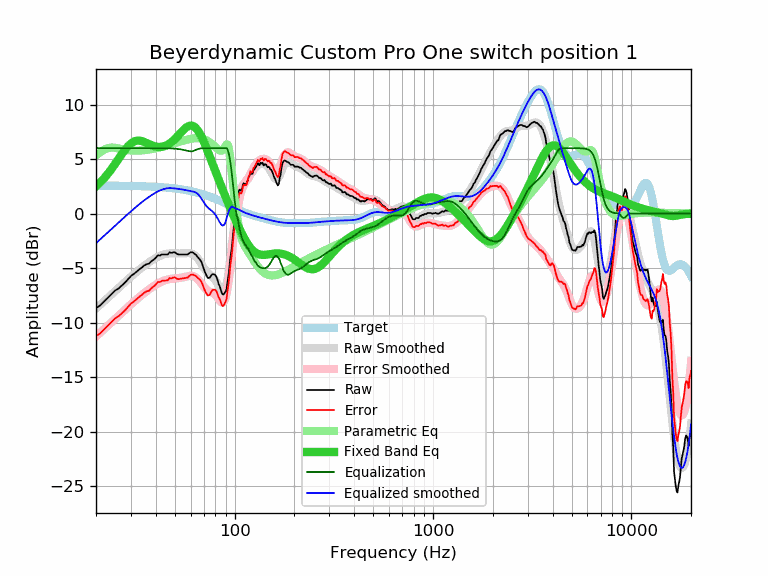 Beyerdynamic Custom Pro One switch position 1
10
5
0
−5
−10
−15
−20
−25
Amplitude (dBr)
Target
Raw Smoothed
Error Smoothed
Raw
Error
Parametric Eq
Fixed Band Eq
Equalization
Equalized smoothed
100 1000 10000
Frequency (Hz)